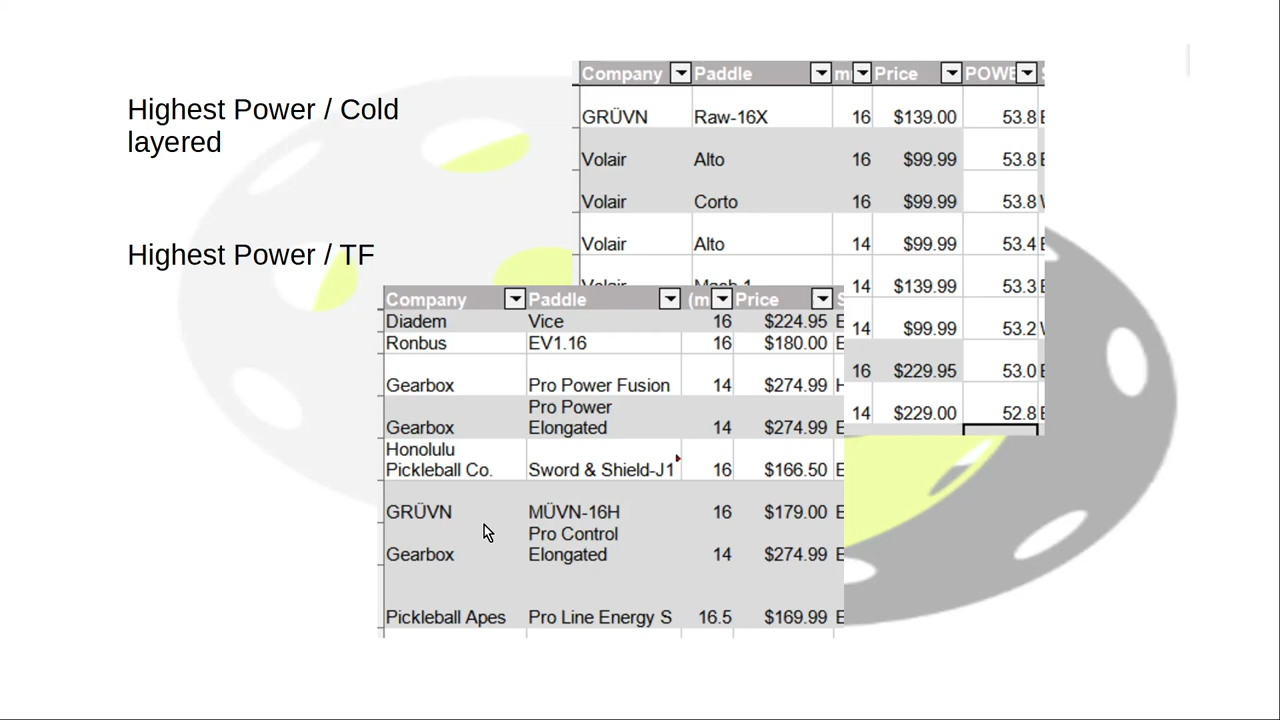 Highest Power / Cold
layered
Highest Power / TF
Company Paddle Price
GRÜVN Raw-16X 16 $139.00 53.8
Volair Alto 16 $99.99 53.8
Volair Corto 16 $99.99 53.8
Volair Alto 14 $99.99 53.4
Volair Mach 1 14 $139.99 53.3
14 $99.99 53.2
16 $229.95 53.0
14 $229.00 52.8
Company Paddle (m Price
Diadem Vice 16 $224.95 E
Ronbus EV1.16 16 $180.00 E
Gearbox Pro Power Fusion 14 $274.99 H
Pro Power
Gearbox Elongated 14 $274.99 E
Honolulu
Pickleball Co. Sword & Shield-J1 16 $166.50 E
GRÜVN MÜVN-16H 16 $179.00 E
Pro Control
Gearbox Elongated 14 $274.99 E
Pickleball Apes Pro Line Energy S 16.5 $169.99 E